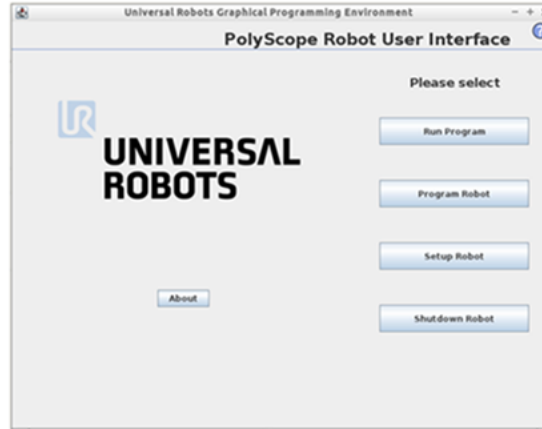 Universal Robots Graphical Programming Environment
PolyScope Robot User Interface
?
Please select
UR
UNIVERSAL
ROBOTS
Run Program
Program Robot
Setup Robot
About
Shutdown Robot